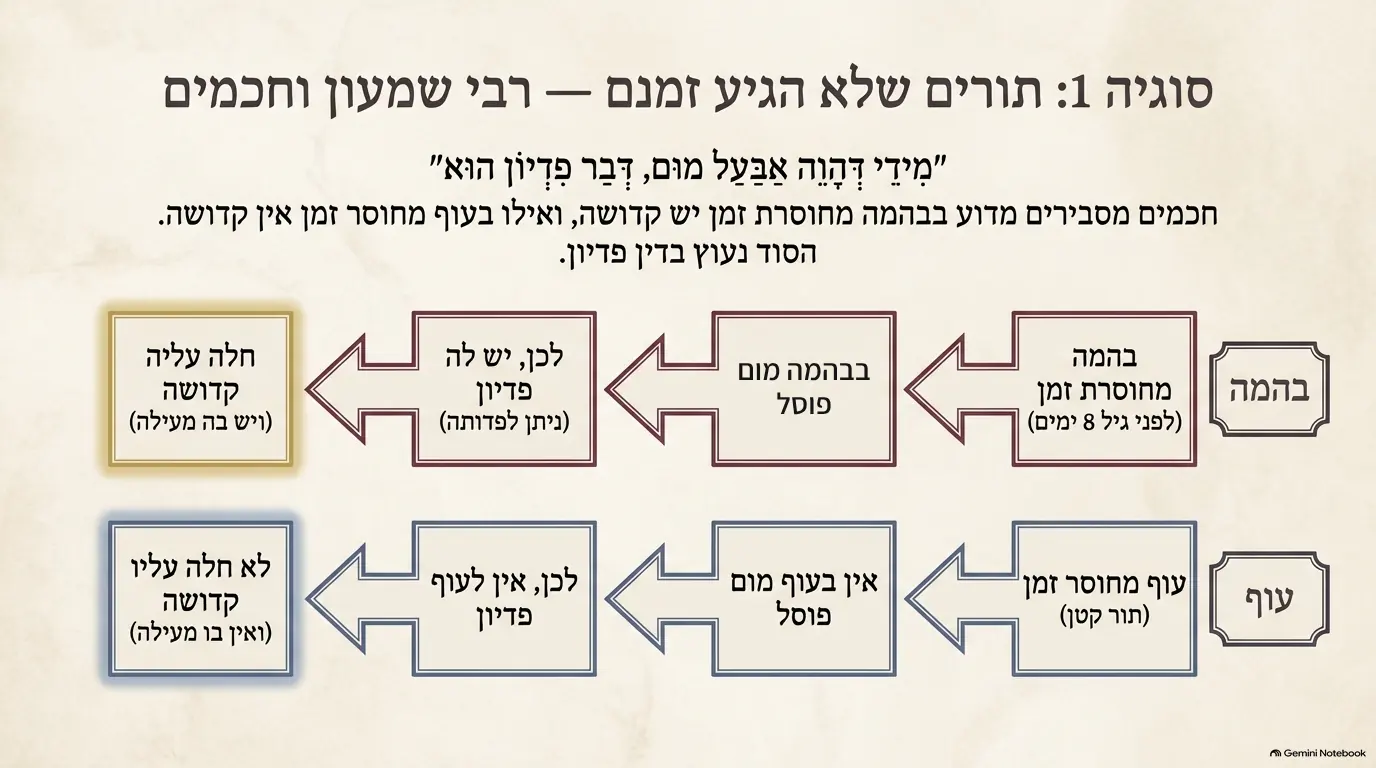 סוגיה 1: תורים שלא הגיע זמנם — רבי שמעון וחכמים
"מִידֵי דְּהָוֵה אַבַּעַל מוּם, דְּבַר פִּדְיוֹן הוּא"
חכמים מסבירים מדוע בבהמה מחוסרת זמן יש קדושה, ואילו בעוף מחוסר זמן אין קדושה.
הסוד נעוץ בדין פדיון.
בהמה
בהמה
מחוסרת זמן
(לפני גיל 8 ימים)
בבהמה מום
פוסל
לכן, יש לה
פדיון
(ניתן לפדותה)
חלה עליה
קדושה
(ויש בה מעילה)
עוף
עוף מחוסר זמן
(תור קטן)
אין בעוף מום
פוסל
לכן, אין לעוף
פדיון
לא חלה עליו
קדושה
(ואין בו מעילה)
Gemini Notebook